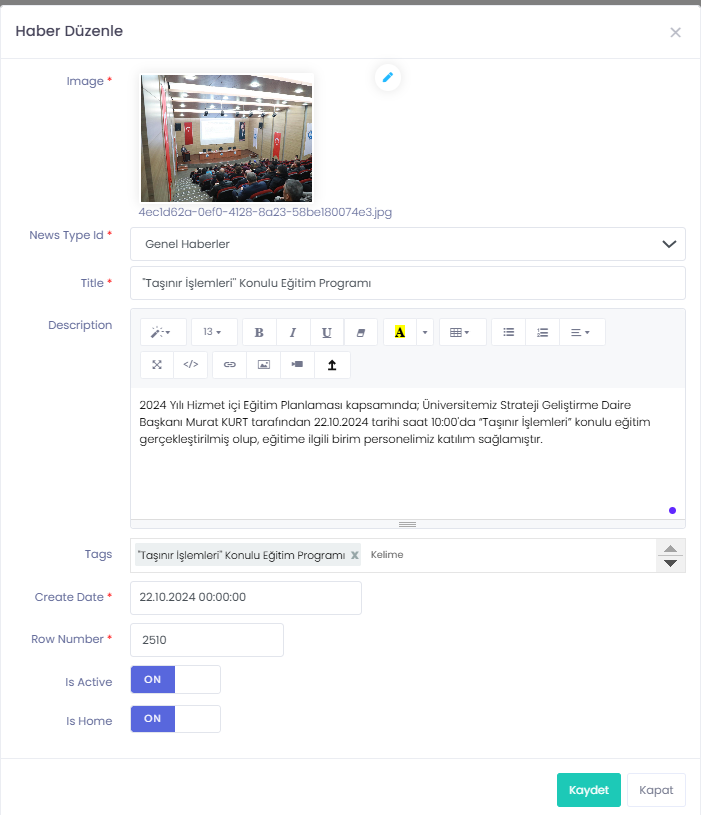 Haber Düzenle ×
Image *
4ec1d62a-0ef0-4128-8a23-58be180074e3.jpg
News Type Id * Genel Haberler
Title * "Taşınır İşlemleri" Konulu Eğitim Programı
Description
13 B I U A </>
2024 Yılı Hizmet içi Eğitim Planlaması kapsamında; Üniversitemiz Strateji Geliştirme Daire
Başkanı Murat KURT tarafından 22.10.2024 tarihi saat 10:00'da “Taşınır İşlemleri” konulu eğitim
gerçekleştirilmiş olup, eğitime ilgili birim personelimiz katılım sağlamıştır.
Tags "Taşınır İşlemleri" Konulu Eğitim Programı x Kelime
Create Date * 22.10.2024 00:00:00
Row Number * 2510
Is Active ON
Is Home ON
Kaydet Kapat